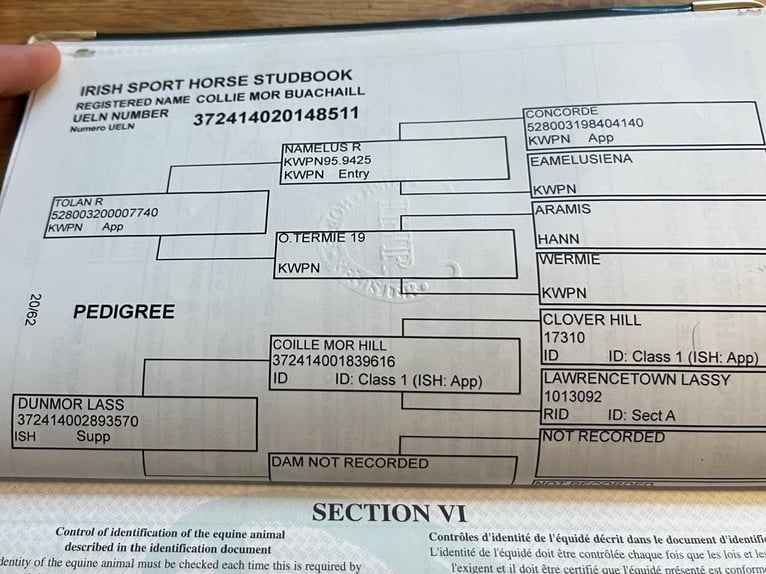 IRISH SPORT HORSE STUDBOOK
REGISTERED NAME COLLIE MOR BUACHAILL
UELN NUMBER 372414020148511
Numero UELN
TOLAN R
528003200007740
KWPN App
NAMELUS R
KWPN95.9425
KWPN Entry
O.TERMIE 19
KWPN
CONCORDE
528003198404140
KWPN App
EAMELUSIENA
KWPN
ARAMIS
HANN
WERMIE
KWPN
20/62
PEDIGREE
DUNMOR LASS
372414002893570
ISH Supp
COILLE MOR HILL
372414001839616
ID ID: Class 1 (ISH: App)
DAM NOT RECORDED
CLOVER HILL
17310
ID ID: Class 1 (ISH: App)
LAWRENCETOWN LASSY
1013092
RID ID: Sect A
NOT RECORDED
NOT RECORDED
SECTION VI
Control of identification of the equine animal
described in the identification document
identity of the equine animal must be checked each time this is required by
Contrôles d'identité de l'équidé décrit dans le document d'identifi
L'identité de l'équidé doit être contrôlée chaque fois que les lois et
l'exigent et il doit être certifié que l'équidé présenté est conform